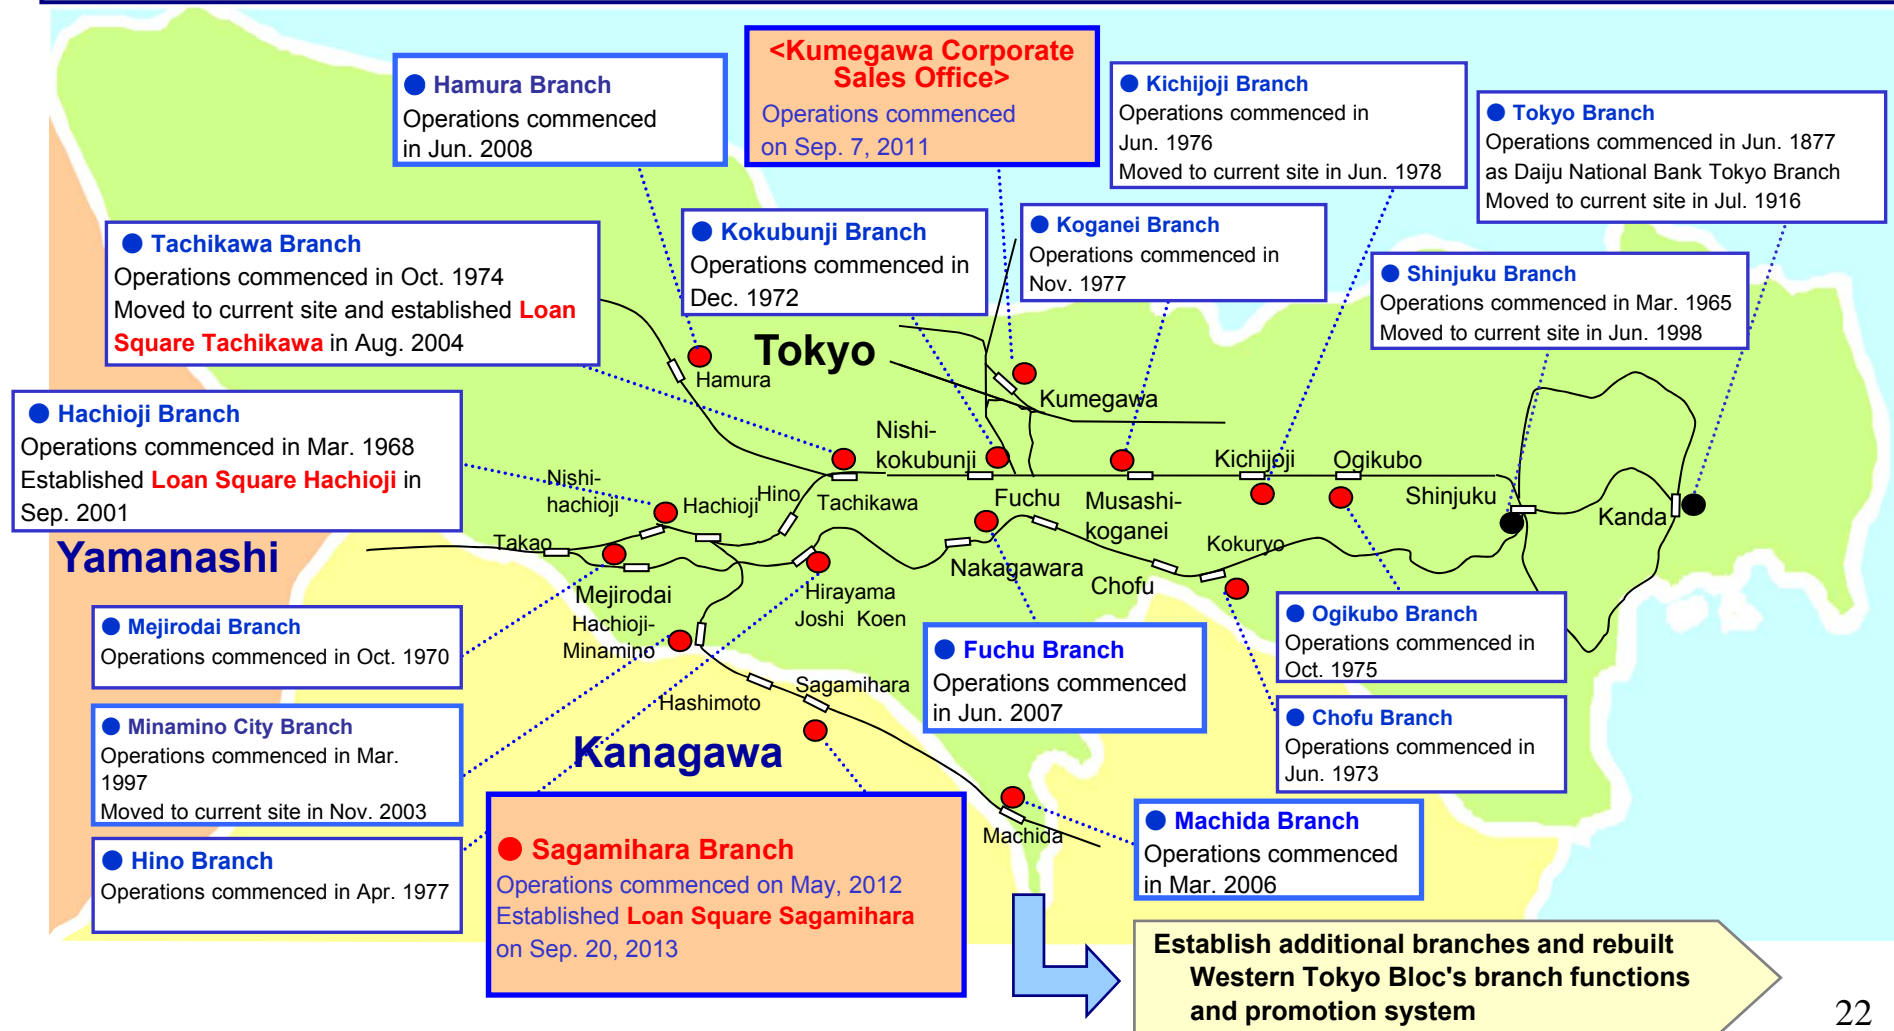 <Kumegawa Corporate
Sales Office>
Operations commenced
on Sep. 7, 2011
● Hamura Branch
Operations commenced
in Jun. 2008
● Kichijoji Branch
Operations commenced in
Jun. 1976
Moved to current site in Jun. 1978
● Tokyo Branch
Operations commenced in Jun. 1877
as Daiju National Bank Tokyo Branch
Moved to current site in Jul. 1916
● Tachikawa Branch
Operations commenced in Oct. 1974
Moved to current site and established Loan
Square Tachikawa in Aug. 2004
● Kokubunji Branch
Operations commenced in
Dec. 1972
● Koganei Branch
Operations commenced in
Nov. 1977
● Shinjuku Branch
Operations commenced in Mar. 1965
Moved to current site in Jun. 1998
Tokyo
Hamura
Kumegawa
● Hachioji Branch
Operations commenced in Mar. 1968
Established Loan Square Hachioji in
Sep. 2001
Nishi-
kokubunji
Kichijoji
Ogikubo
Nishi-
hachioji
Hachioji
Hino
Tachikawa
Fuchu
Musashi-
koganei
Shinjuku
Kanda
Yamanashi
Takao
Mejirodai
Hachioji-
Minamino
Hirayama
Joshi Koen
Nakagawara
Chofu
Kokuryo
● Mejirodai Branch
Operations commenced in Oct. 1970
● Fuchu Branch
Operations commenced
in Jun. 2007
● Ogikubo Branch
Operations commenced in
Oct. 1975
Hashimoto
Sagamihara
Kanagawa
● Minamino City Branch
Operations commenced in Mar.
1997
Moved to current site in Nov. 2003
● Chofu Branch
Operations commenced in
Jun. 1973
Machida
● Hino Branch
Operations commenced in Apr. 1977
● Sagamihara Branch
Operations commenced on May, 2012
Established Loan Square Sagamihara
on Sep. 20, 2013
● Machida Branch
Operations commenced
in Mar. 2006
Establish additional branches and rebuilt
Western Tokyo Bloc's branch functions
and promotion system
22